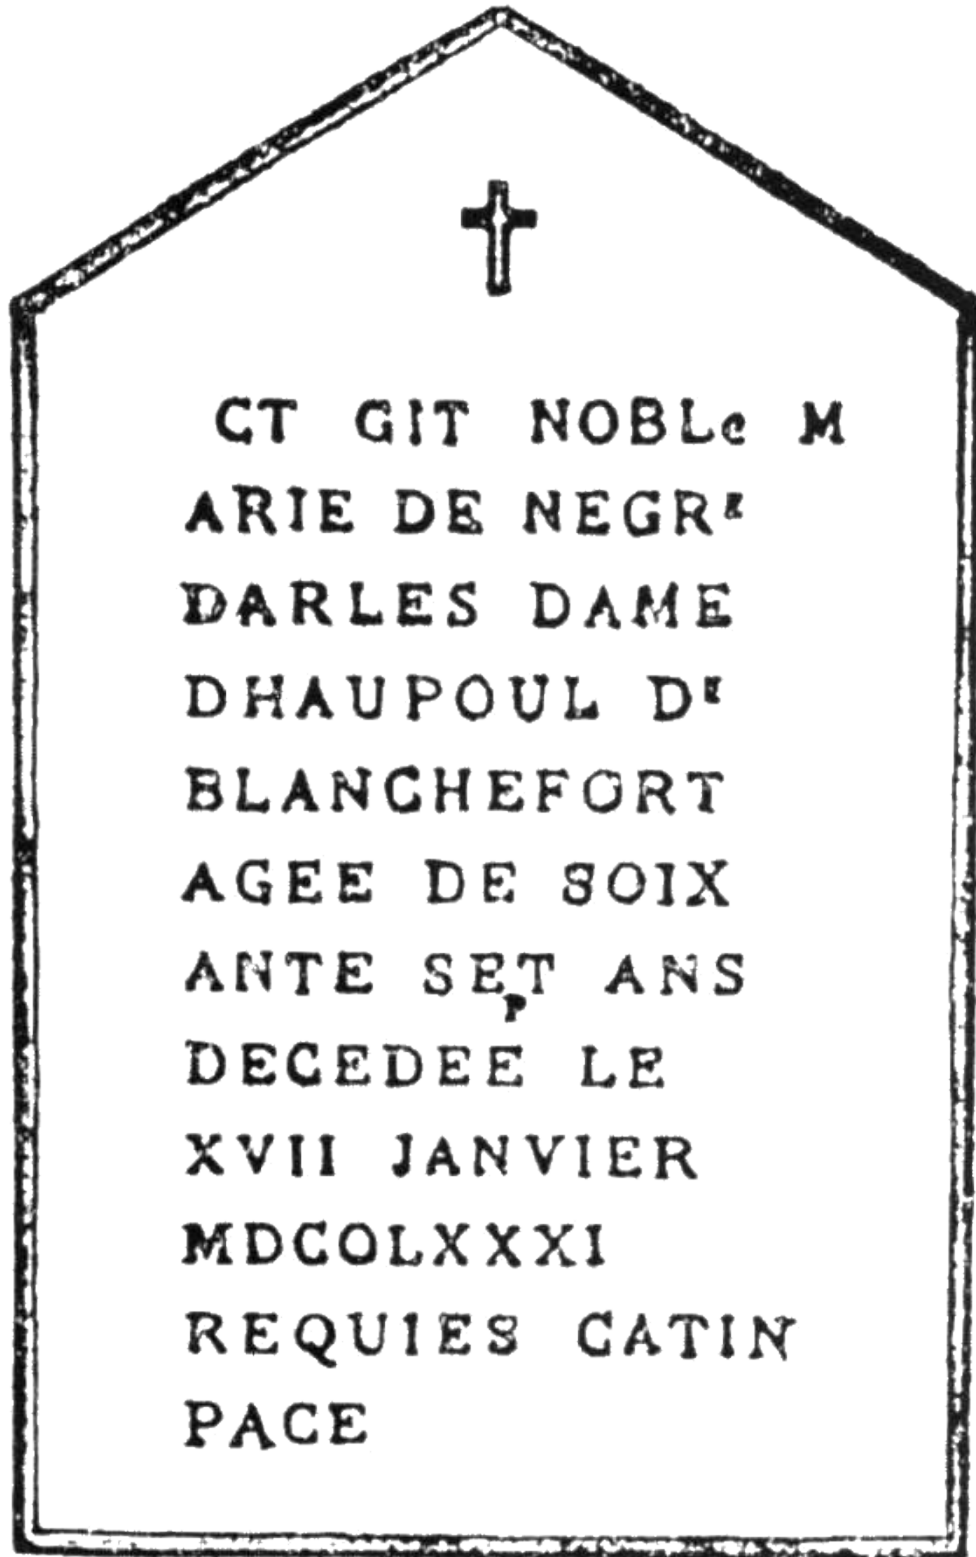 CT GIT NOBLe M
ARIE DE NEGRE
DARLES DAME
DHAUPOUL DE
BLANCHEFORT
AGEE DE SOIX
ANTE SEpT ANS
DECEDEE LE
XVII JANVIER
MDCOLXXXI
REQUIES CATIN
PACE